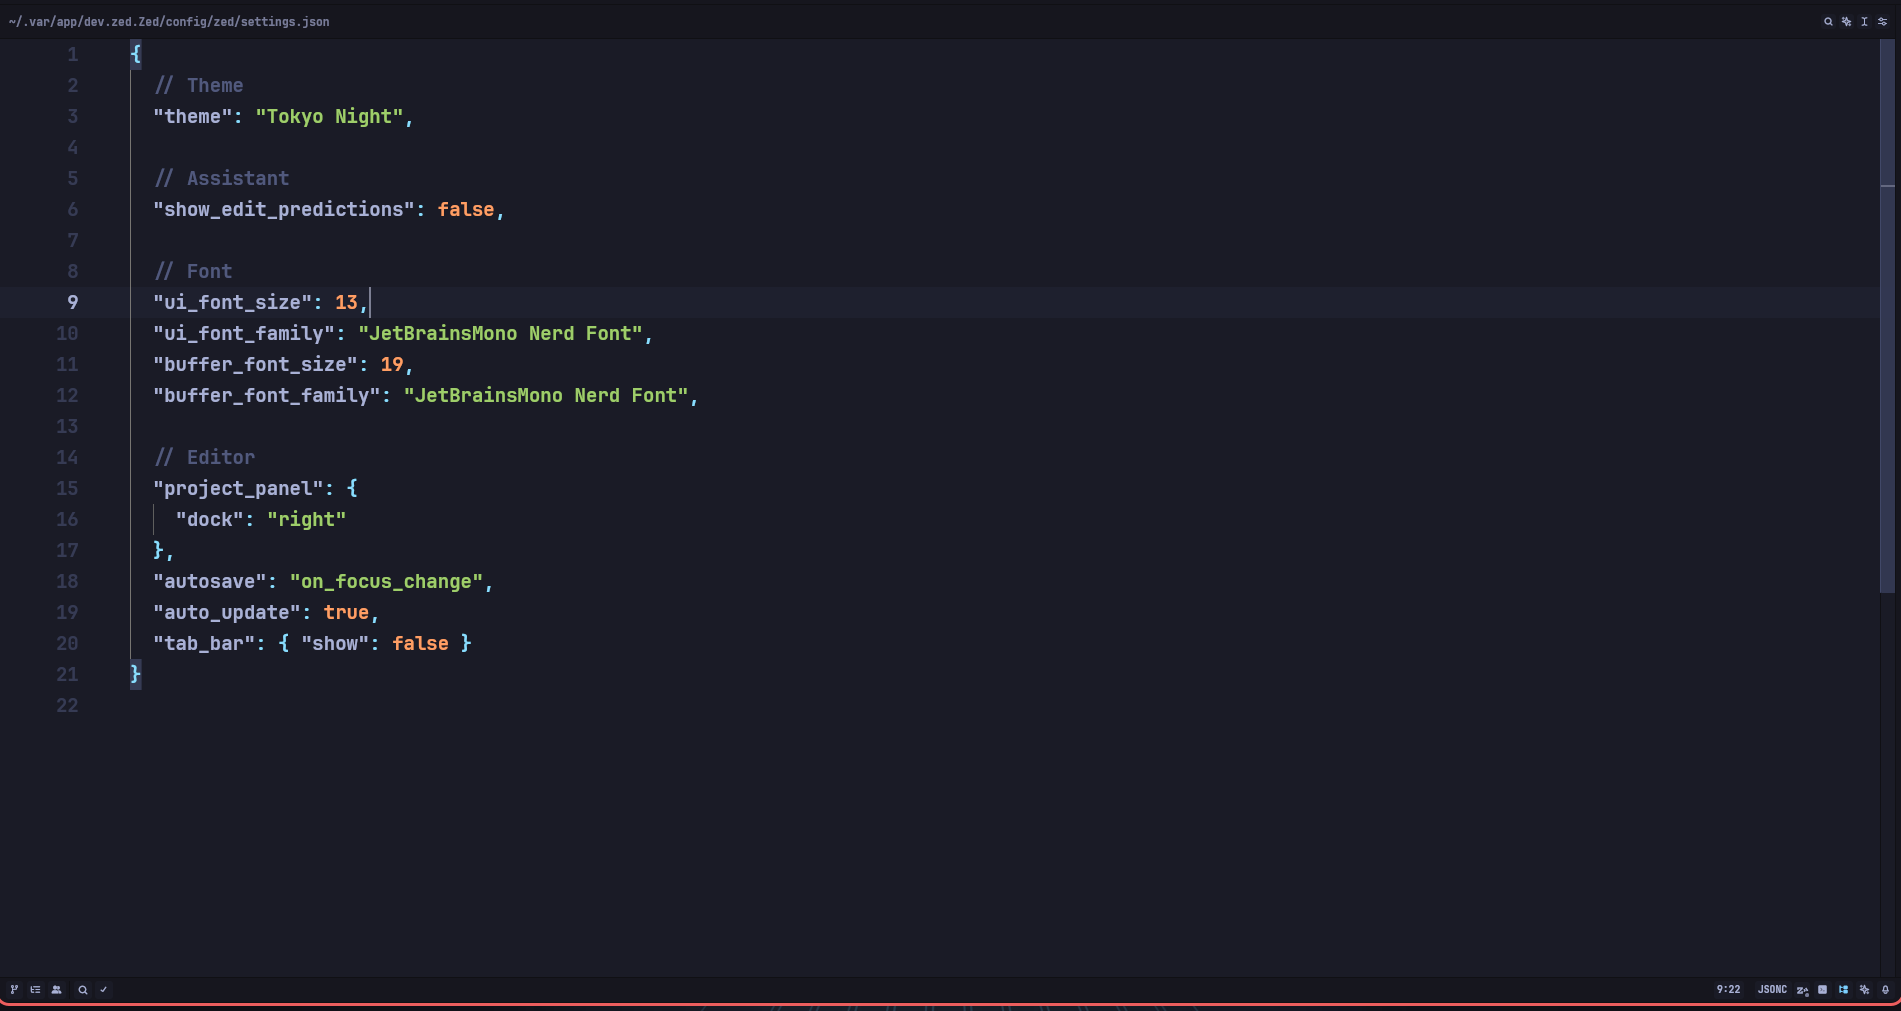 ~/.var/app/dev.zed.Zed/config/zed/settings.json
1 {
2 // Theme
3 "theme": "Tokyo Night",
4
5 // Assistant
6 "show_edit_predictions": false,
7
8 // Font
9 "ui_font_size": 13,
10 "ui_font_family": "JetBrainsMono Nerd Font",
11 "buffer_font_size": 19,
12 "buffer_font_family": "JetBrainsMono Nerd Font",
13
14 // Editor
15 "project_panel": {
16 "dock": "right"
17 },
18 "autosave": "on_focus_change",
19 "auto_update": true,
20 "tab_bar": { "show": false }
21 }
22
9:22 JSONC